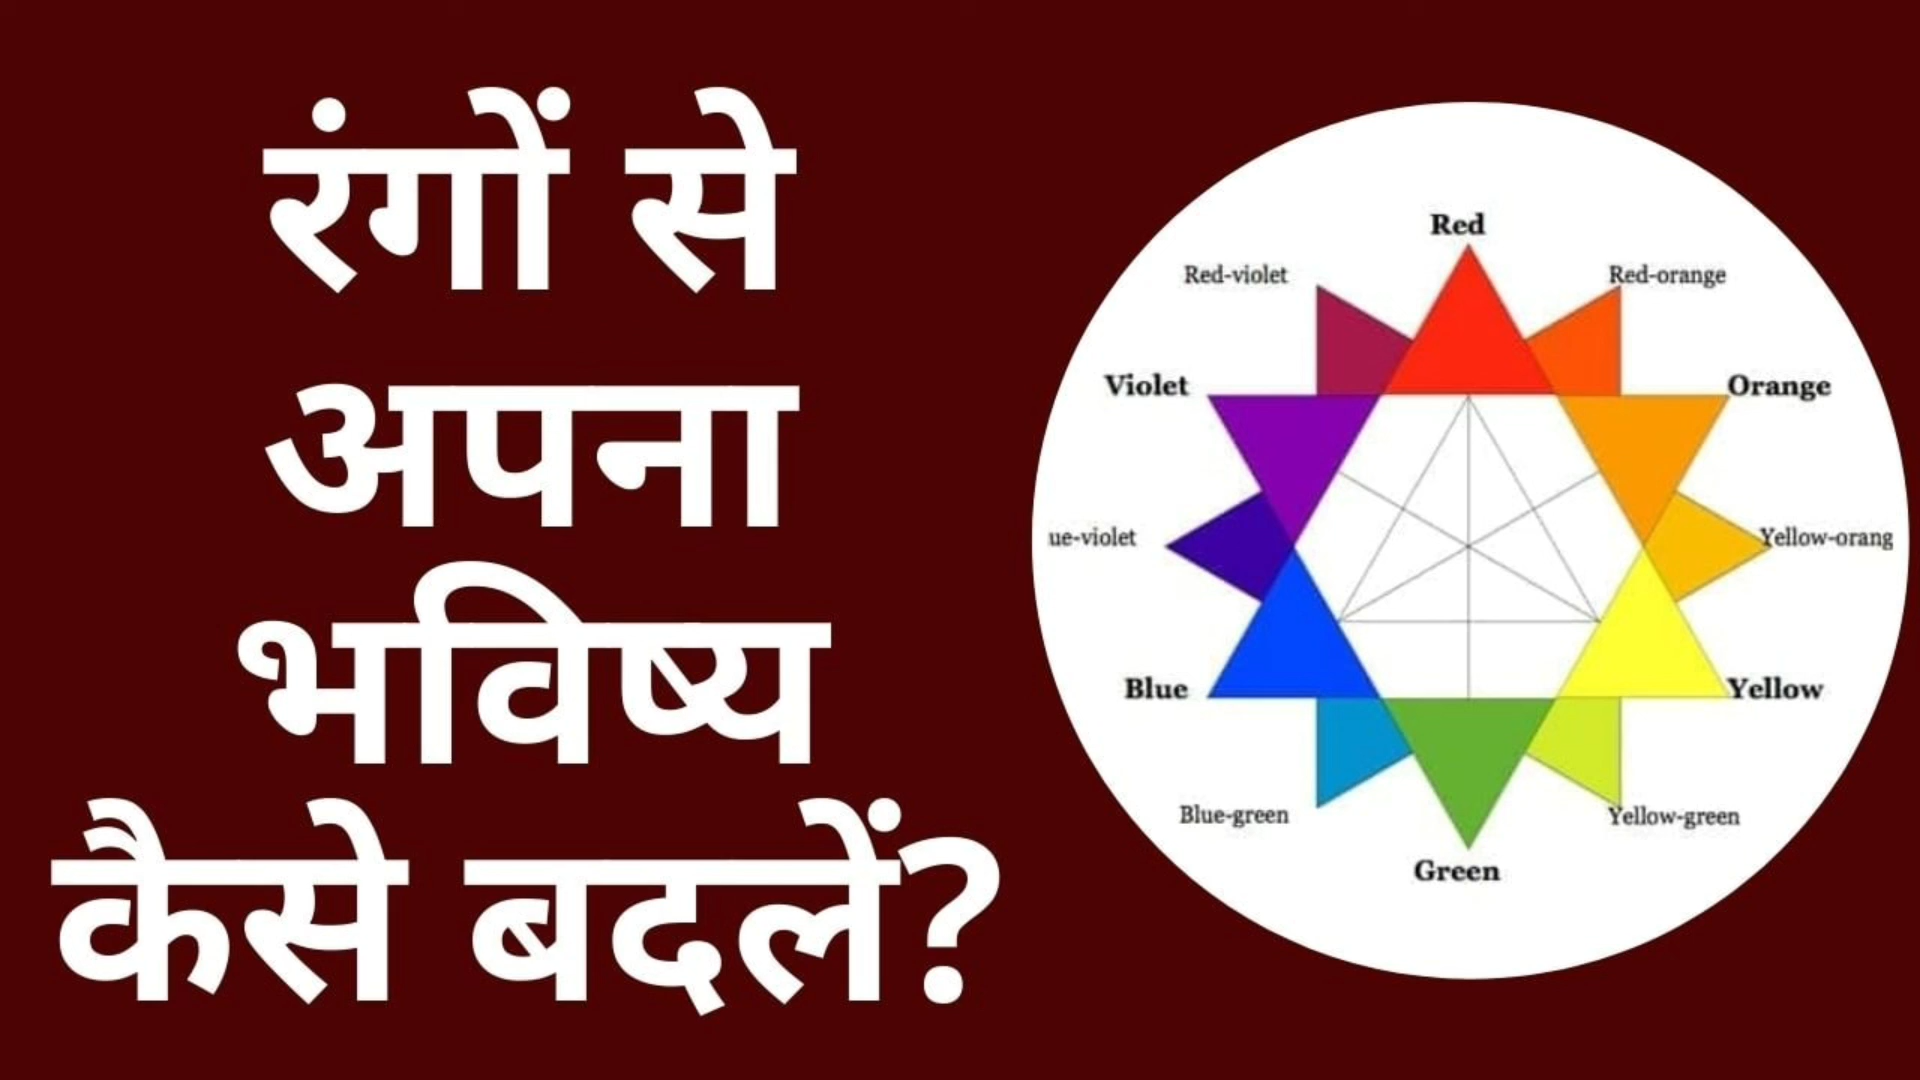 रंगों से
अपना
भविष्य
कैसे बदलें?
Red
Red-violet
Red-orange
Violet
Orange
ue-violet
Yellow-orang
Blue
Yellow
Blue-green
Yellow-green
Green